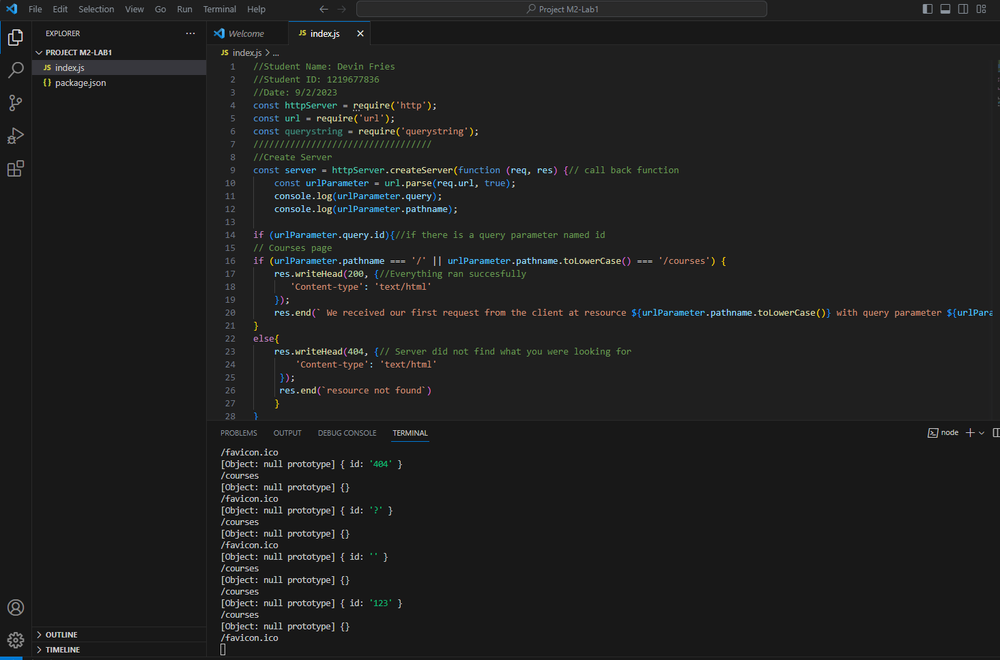 File Edit Selection View Go Run Terminal Help
Project M2-Lab1
EXPLORER
PROJECT M2-LAB1
JS index.js
{} package.json
OUTLINE
TIMELINE
Welcome
JS index.js
JS index.js > ...
1 //Student Name: Devin Fries
2 //Student ID: 1219677836
3 //Date: 9/2/2023
4 const httpServer = require('http');
5 const url = require('url');
6 const querystring = require('querystring');
7 //////////////////////////////////
8 //Create Server
9 const server = httpServer.createServer(function (req, res) {// call back function
10 const urlParameter = url.parse(req.url, true);
11 console.log(urlParameter.query);
12 console.log(urlParameter.pathname);
13
14 if (urlParameter.query.id){//if there is a query parameter named id
15 // Courses page
16 if (urlParameter.pathname === '/' || urlParameter.pathname.toLowerCase() === '/courses') {
17 res.writeHead(200, {//Everything ran succesfully
18 'Content-type': 'text/html'
19 });
20 res.end(` We received our first request from the client at resource ${urlParameter.pathname.toLowerCase()} with query parameter ${urlPara
21 }
22 else{
23 res.writeHead(404, {// Server did not find what you were looking for
24 'Content-type': 'text/html'
25 });
26 res.end(`resource not found`)
27 }
28 }
PROBLEMS OUTPUT DEBUG CONSOLE TERMINAL
node
/favicon.ico
[Object: null prototype] { id: '404' }
/courses
[Object: null prototype] {}
/favicon.ico
[Object: null prototype] { id: '?' }
/courses
[Object: null prototype] {}
/favicon.ico
[Object: null prototype] { id: '' }
/courses
[Object: null prototype] {}
/courses
[Object: null prototype] { id: '123' }
/courses
[Object: null prototype] {}
/favicon.ico